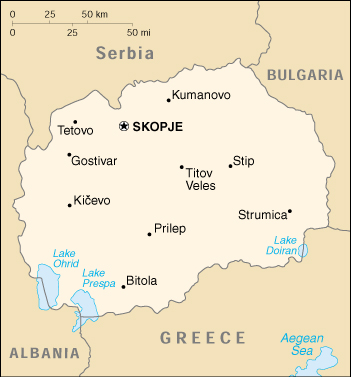 0 25 50 km
0 25 50 mi
Serbia
BULGARIA
Kumanovo
Tetovo
SKOPJE
Gostivar
Titov
Veles
Stip
Kičevo
Strumica
Prilep
Lake
Doiran
Lake
Ohrid
Lake
Prespa
Bitola
GREECE
Aegean
Sea
ALBANIA